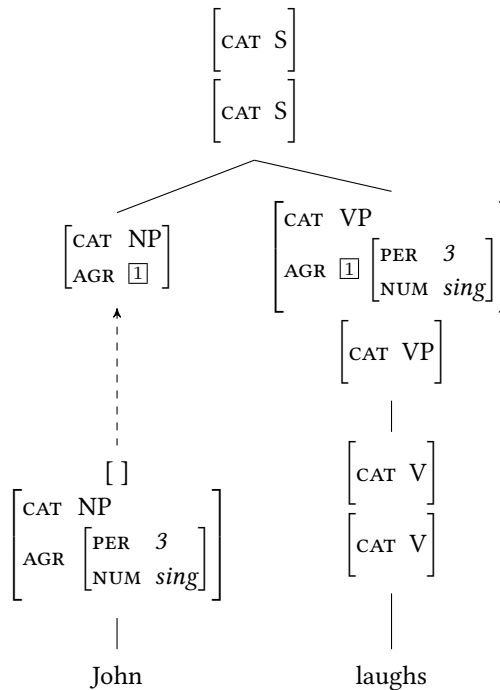 [CAT S]
[CAT S]
[CAT NP
AGR 1]
[CAT VP
AGR 1 [PER 3
NUM sing]]
[CAT VP]
[ ]
[CAT NP
AGR [PER 3
NUM sing]]
[CAT V]
[CAT V]
John laughs